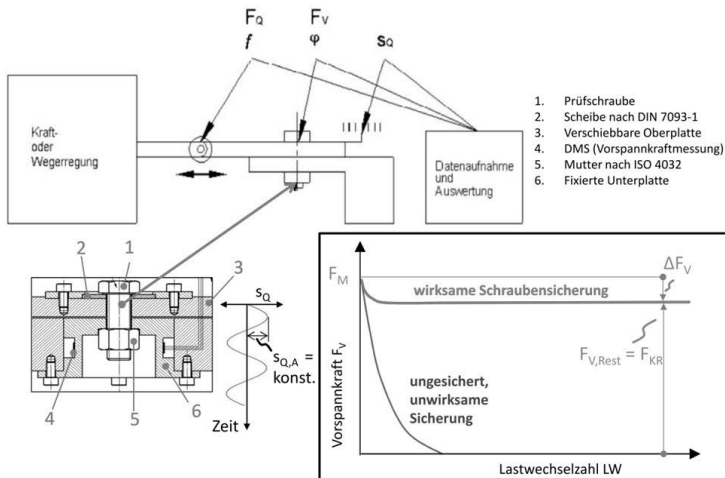 F_Q
f
F_V
φ
s_Q
Kraft-
oder
Wegerregung
Datenaufnahme
und
Auswertung
1. Prüfschraube
2. Scheibe nach DIN 7093-1
3. Verschiebbare Oberplatte
4. DMS (Vorspannkraftmessung)
5. Mutter nach ISO 4032
6. Fixierte Unterplatte
2
1
3
4
5
6
s_Q
s_Q,A =
konst.
Zeit
F_M
wirksame Schraubensicherung
ΔF_V
F_V,Rest = F_KR
ungesichert,
unwirksame
Sicherung
Vorspannkraft F_V
Lastwechselzahl LW